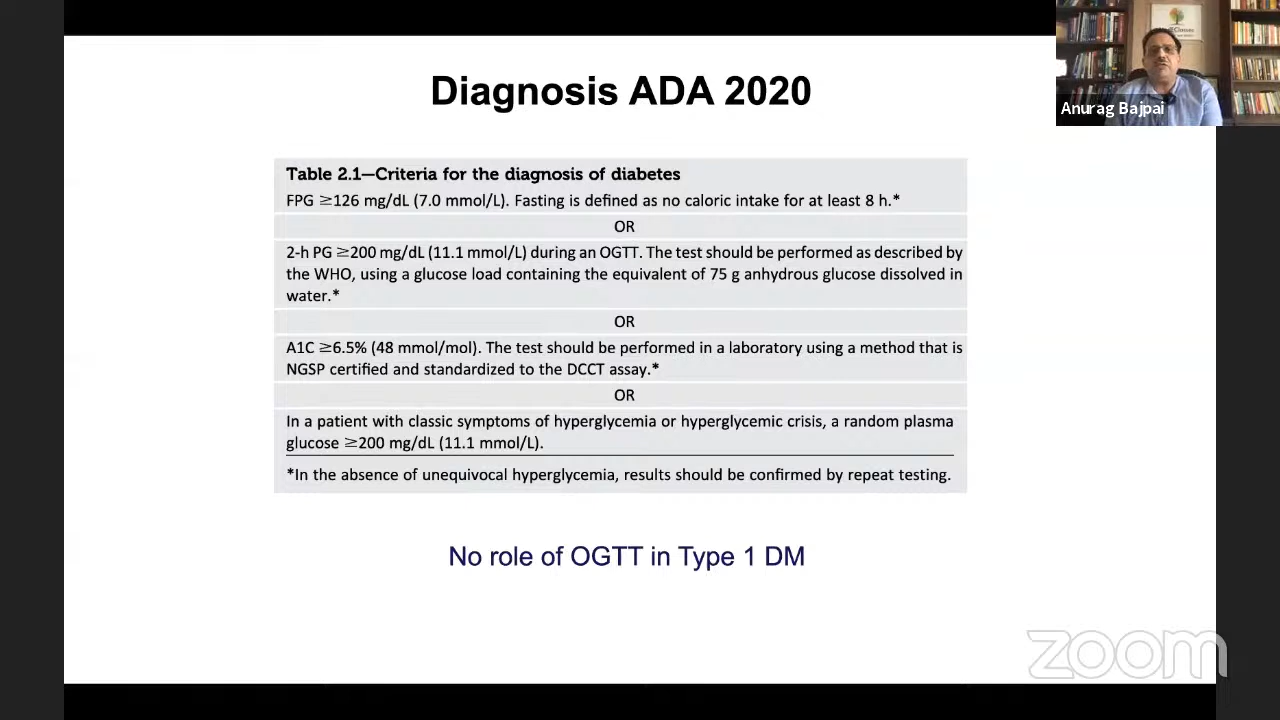 Diagnosis ADA 2020
Anurag Bajpai
Table 2.1—Criteria for the diagnosis of diabetes
FPG ≥126 mg/dL (7.0 mmol/L). Fasting is defined as no caloric intake for at least 8 h.*
OR
2-h PG ≥200 mg/dL (11.1 mmol/L) during an OGTT. The test should be performed as described by
the WHO, using a glucose load containing the equivalent of 75 g anhydrous glucose dissolved in
water.*
OR
A1C ≥6.5% (48 mmol/mol). The test should be performed in a laboratory using a method that is
NGSP certified and standardized to the DCCT assay.*
OR
In a patient with classic symptoms of hyperglycemia or hyperglycemic crisis, a random plasma
glucose ≥200 mg/dL (11.1 mmol/L).
*In the absence of unequivocal hyperglycemia, results should be confirmed by repeat testing.
No role of OGTT in Type 1 DM
zoom